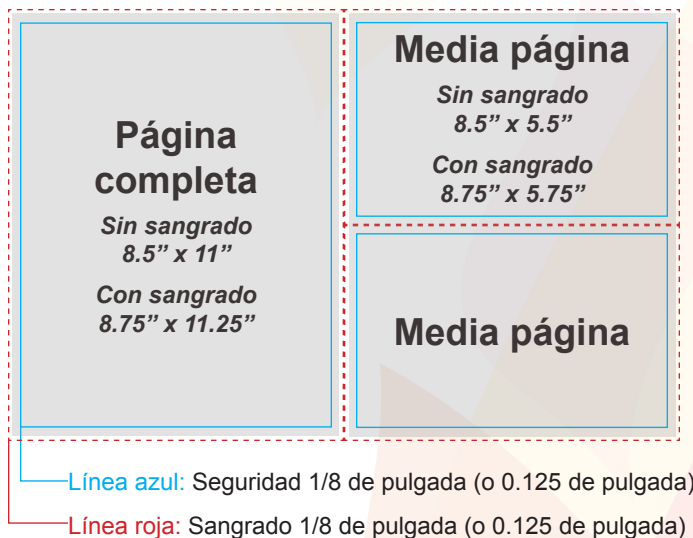 Página
completa
Sin sangrado
8.5” x 11”
Con sangrado
8.75” x 11.25”
Media página
Sin sangrado
8.5” x 5.5”
Con sangrado
8.75” x 5.75”
Media página
Línea azul: Seguridad 1/8 de pulgada (o 0.125 de pulgada)
Línea roja: Sangrado 1/8 de pulgada (o 0.125 de pulgada)